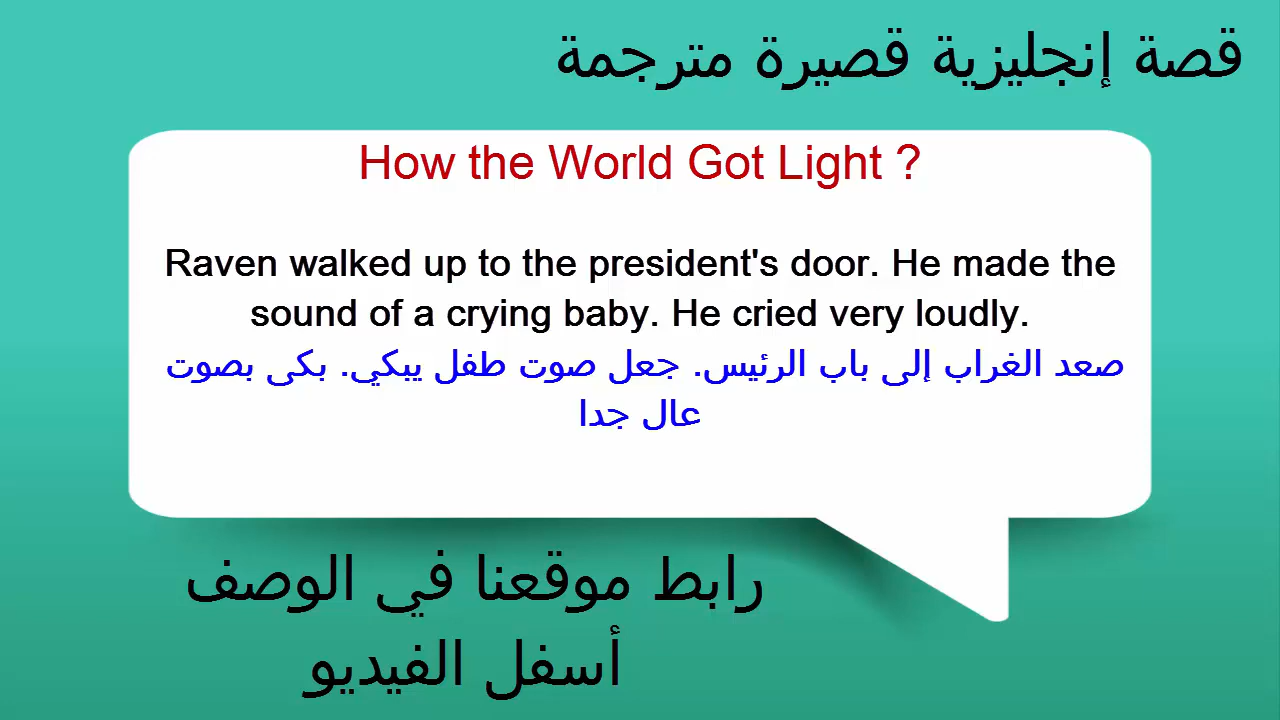 قصة إنجليزية قصيرة مترجمة
How the World Got Light ?
Raven walked up to the president's door. He made the
sound of a crying baby. He cried very loudly.
صعد الغراب إلى باب الرئيس. جعل صوت طفل يبكي. بكى بصوت
عال جدا
رابط موقعنا في الوصف
أسفل الفيديو